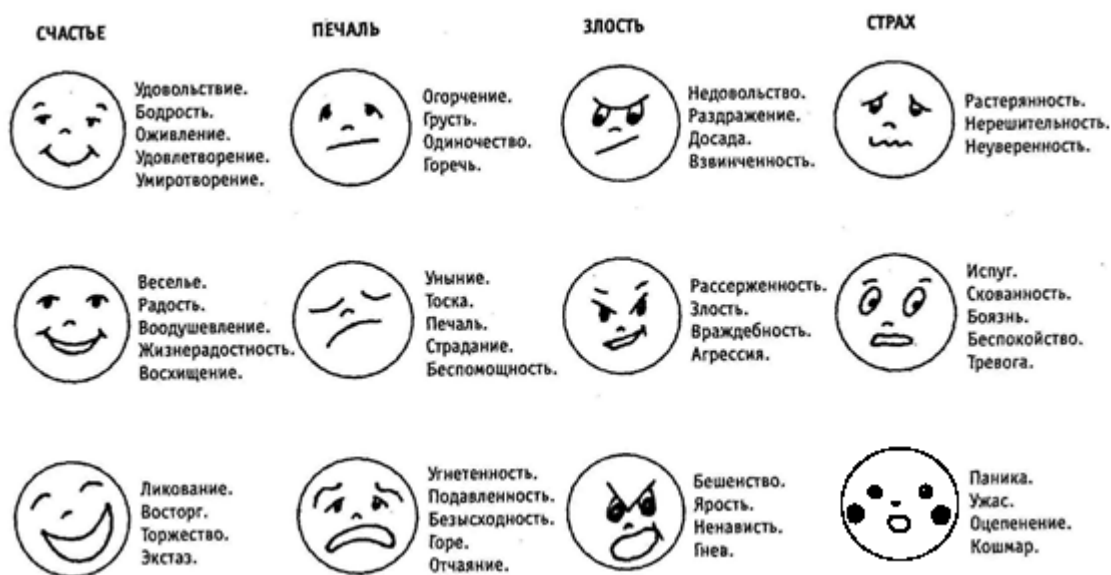 СЧАСТЬЕ
ПЕЧАЛЬ
ЗЛОСТЬ
СТРАХ
Удовольствие.
Бодрость.
Оживление.
Удовлетворение.
Умиротворение.
Огорчение.
Грусть.
Одиночество.
Горечь.
Недовольство.
Раздражение.
Досада.
Взвинченность.
Растерянность.
Нерешительность.
Неуверенность.
Веселье.
Радость.
Воодушевление.
Жизнерадостность.
Восхищение.
Уныние.
Тоска.
Печаль.
Страдание.
Беспомощность.
Рассерженность.
Злость.
Враждебность.
Агрессия.
Испуг.
Скованность.
Боязнь.
Беспокойство.
Тревога.
Ликование.
Восторг.
Торжество.
Экстаз.
Угнетенность.
Подавленность.
Безысходность.
Горе.
Отчаяние.
Бешенство.
Ярость.
Ненависть.
Гнев.
Паника.
Ужас.
Оцепенение.
Кошмар.